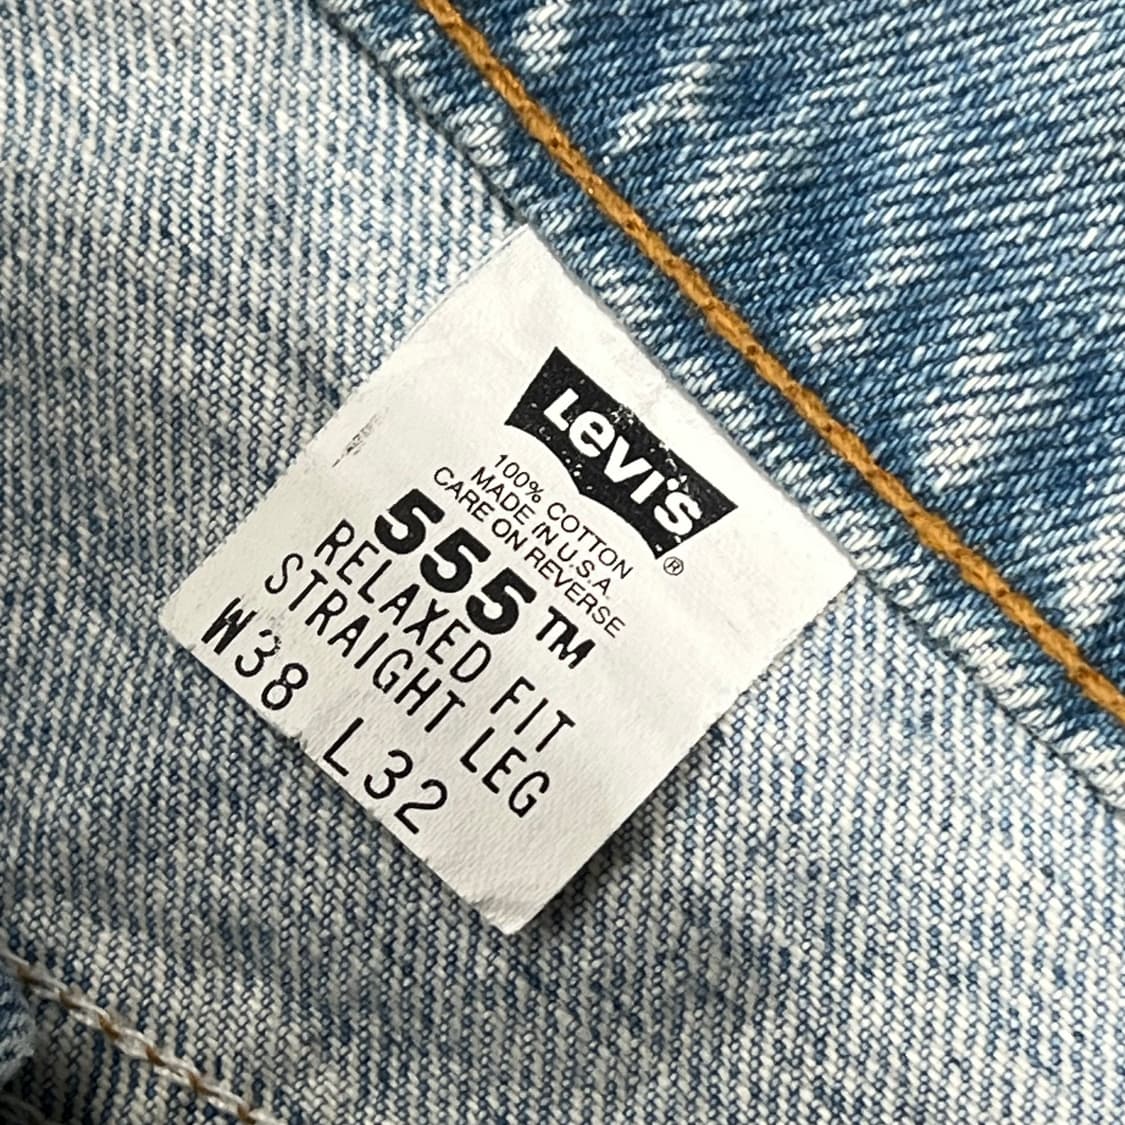 Levi's ®
100% COTTON
MADE IN U.S.A.
CARE ON REVERSE
555™
RELAXED FIT
STRAIGHT LEG
W38 L32